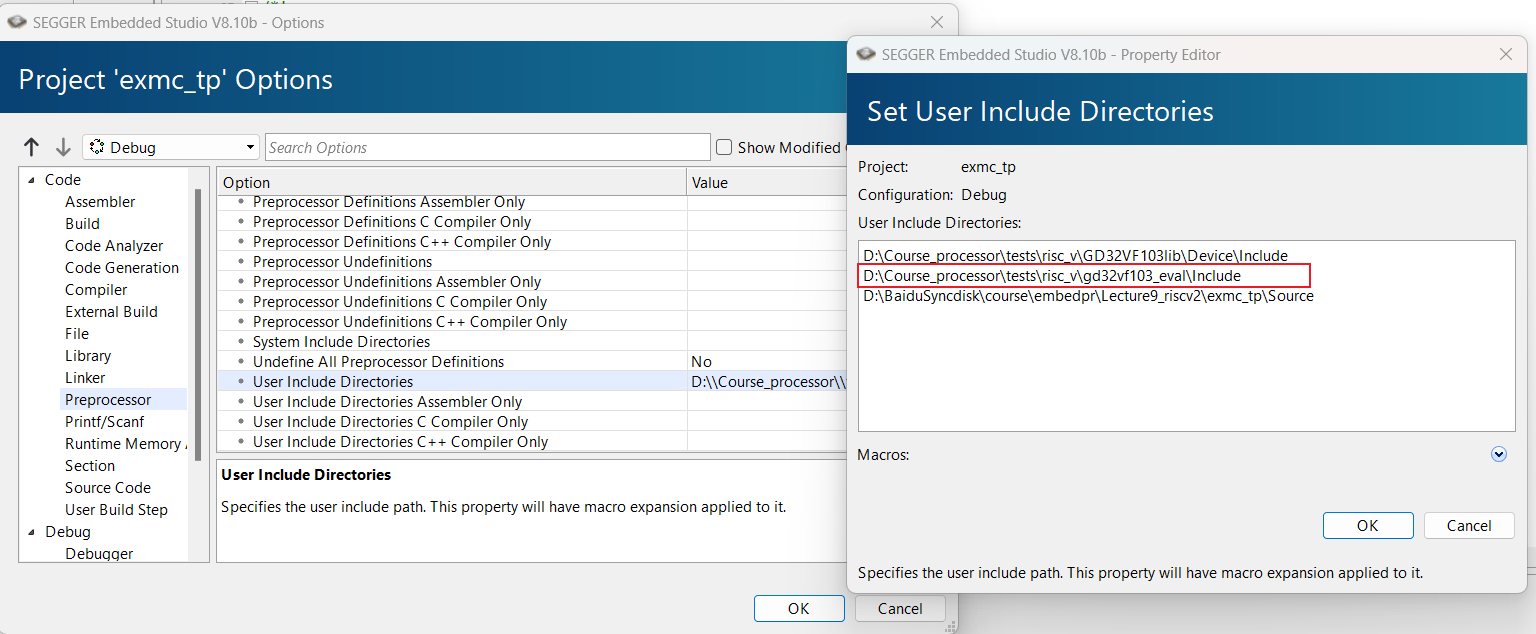 SEGGER Embedded Studio V8.10b - Options
Project 'exmc_tp' Options
Debug
Search Options
Show Modified
Code
Assembler
Build
Code Analyzer
Code Generation
Compiler
External Build
File
Library
Linker
Preprocessor
Printf/Scanf
Runtime Memory
Section
Source Code
User Build Step
Debug
Debugger
Option Value
Preprocessor Definitions Assembler Only
Preprocessor Definitions C Compiler Only
Preprocessor Definitions C++ Compiler Only
Preprocessor Undefinitions
Preprocessor Undefinitions Assembler Only
Preprocessor Undefinitions C Compiler Only
Preprocessor Undefinitions C++ Compiler Only
System Include Directories
Undefine All Preprocessor Definitions No
User Include Directories D:\\Course_processor\\
User Include Directories Assembler Only
User Include Directories C Compiler Only
User Include Directories C++ Compiler Only
User Include Directories
Specifies the user include path. This property will have macro expansion applied to it.
OK Cancel
SEGGER Embedded Studio V8.10b - Property Editor
Set User Include Directories
Project: exmc_tp
Configuration: Debug
User Include Directories:
D:\Course_processor\tests\risc_v\GD32VF103lib\Device\Include
D:\Course_processor\tests\risc_v\gd32vf103_eval\Include
D:\BaiduSyncdisk\course\embedpr\Lecture9_riscv2\exmc_tp\Source
Macros:
OK Cancel
Specifies the user include path. This property will have macro expansion applied to it.